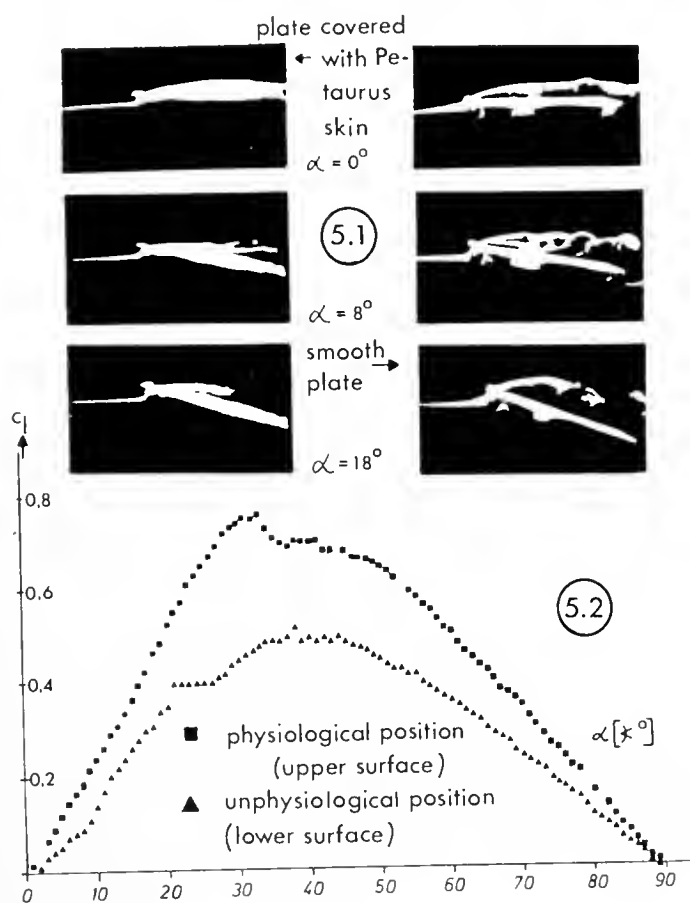 plate covered
← with Pe-
taurus
skin
α = 0°
5.1
α = 8°
smooth →
plate
α = 18°
cl
0.8
0.6
0.4
0.2
5.2
α [∡°]
■ physiological position
(upper surface)
▲ unphysiological position
(lower surface)
0 10 20 30 40 50 60 70 80 90